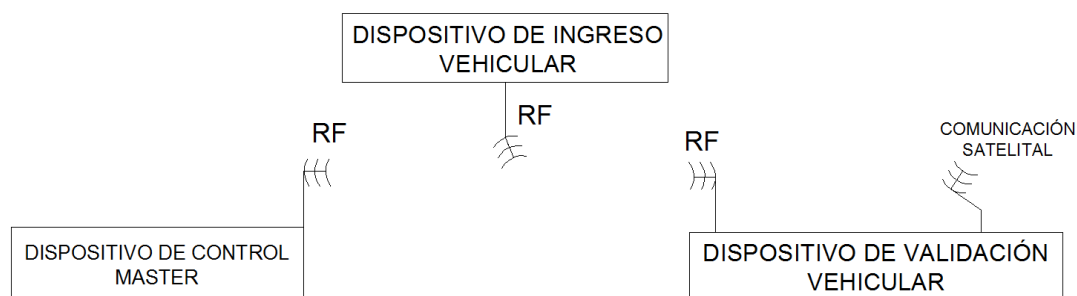 DISPOSITIVO DE INGRESO
VEHICULAR
RF
RF
RF
COMUNICACIÓN
SATELITAL
DISPOSITIVO DE CONTROL
MASTER
DISPOSITIVO DE VALIDACIÓN
VEHICULAR